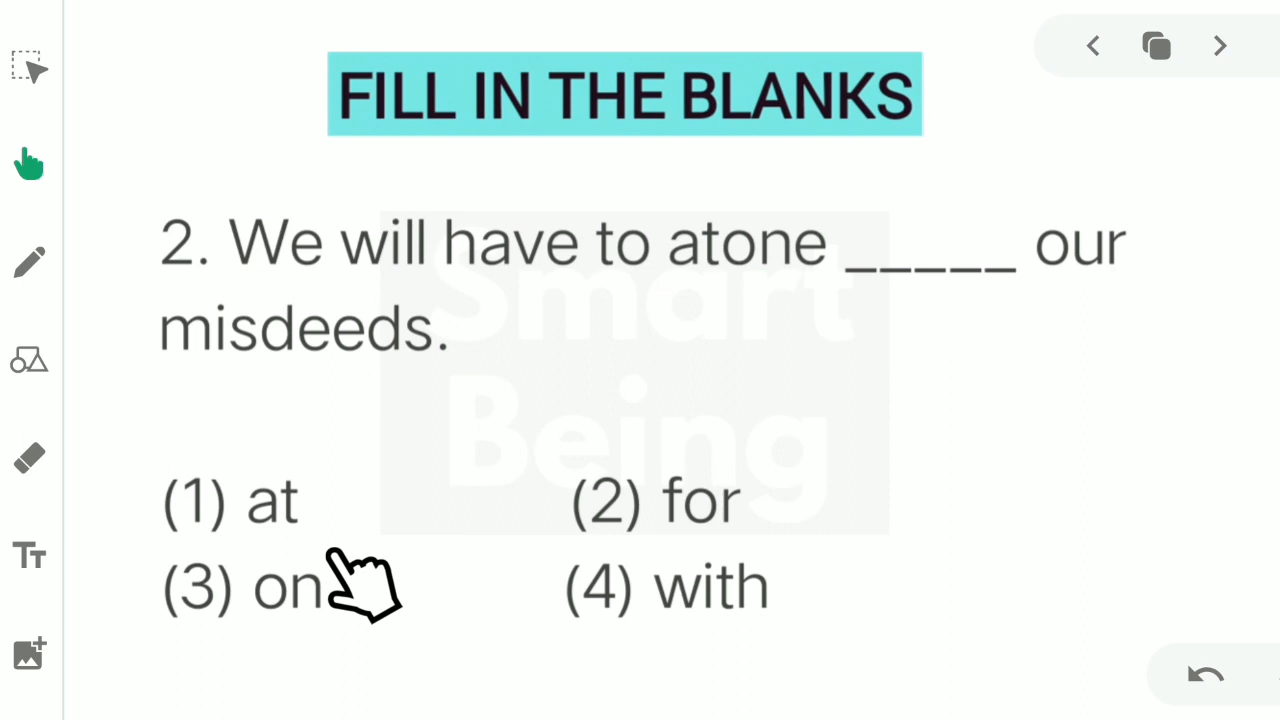 FILL IN THE BLANKS
2. We will have to atone _____ our
misdeeds.
Smart
Being
(1) at (2) for
(3) on (4) with
TT